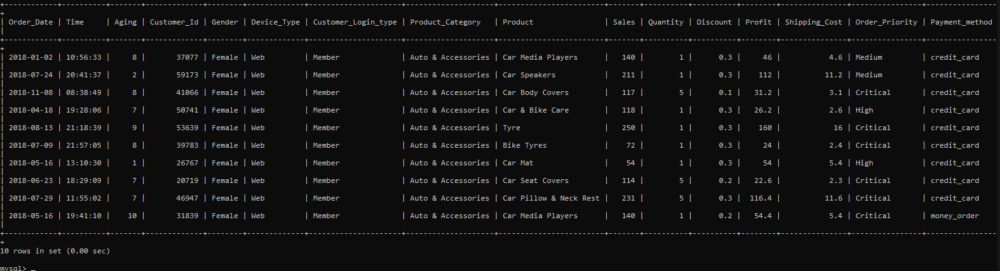 +------------+----------+-------+-------------+--------+-------------+---------------------+--------------------+------------------------+-------+----------+----------+--------+---------------+----------------+----------------
+
| Order_Date | Time     | Aging | Customer_Id | Gender | Device_Type | Customer_Login_type | Product_Category   | Product                | Sales | Quantity | Discount | Profit | Shipping_Cost | Order_Priority | Payment_method
|
+------------+----------+-------+-------------+--------+-------------+---------------------+--------------------+------------------------+-------+----------+----------+--------+---------------+----------------+----------------
+
| 2018-01-02 | 10:56:33 |     8 |       37077 | Female | Web         | Member              | Auto & Accessories | Car Media Players      |   140 |        1 |      0.3 |     46 |           4.6 | Medium         | credit_card
|
| 2018-07-24 | 20:41:37 |     2 |       59173 | Female | Web         | Member              | Auto & Accessories | Car Speakers           |   211 |        1 |      0.3 |    112 |          11.2 | Medium         | credit_card
|
| 2018-11-08 | 08:38:49 |     8 |       41066 | Female | Web         | Member              | Auto & Accessories | Car Body Covers        |   117 |        5 |      0.1 |   31.2 |           3.1 | Critical       | credit_card
|
| 2018-04-18 | 19:28:06 |     7 |       50741 | Female | Web         | Member              | Auto & Accessories | Car & Bike Care        |   118 |        1 |      0.3 |   26.2 |           2.6 | High           | credit_card
|
| 2018-08-13 | 21:18:39 |     9 |       53639 | Female | Web         | Member              | Auto & Accessories | Tyre                   |   250 |        1 |      0.3 |    160 |            16 | Critical       | credit_card
|
| 2018-07-09 | 21:57:05 |     8 |       39783 | Female | Web         | Member              | Auto & Accessories | Bike Tyres             |    72 |        1 |      0.3 |     24 |           2.4 | Critical       | credit_card
|
| 2018-05-16 | 13:10:30 |     1 |       26767 | Female | Web         | Member              | Auto & Accessories | Car Mat                |    54 |        1 |      0.3 |     54 |           5.4 | High           | credit_card
|
| 2018-06-23 | 18:29:09 |     7 |       20719 | Female | Web         | Member              | Auto & Accessories | Car Seat Covers        |   114 |        5 |      0.2 |   22.6 |           2.3 | Critical       | credit_card
|
| 2018-07-29 | 11:55:02 |     7 |       46947 | Female | Web         | Member              | Auto & Accessories | Car Pillow & Neck Rest |   231 |        5 |      0.3 |  116.4 |          11.6 | Critical       | credit_card
|
| 2018-05-16 | 19:41:10 |    10 |       31839 | Female | Web         | Member              | Auto & Accessories | Car Media Players      |   140 |        1 |      0.2 |   54.4 |           5.4 | Critical       | money_order
|
+------------+----------+-------+-------------+--------+-------------+---------------------+--------------------+------------------------+-------+----------+----------+--------+---------------+----------------+----------------
+
10 rows in set (0.00 sec)
mysql> _